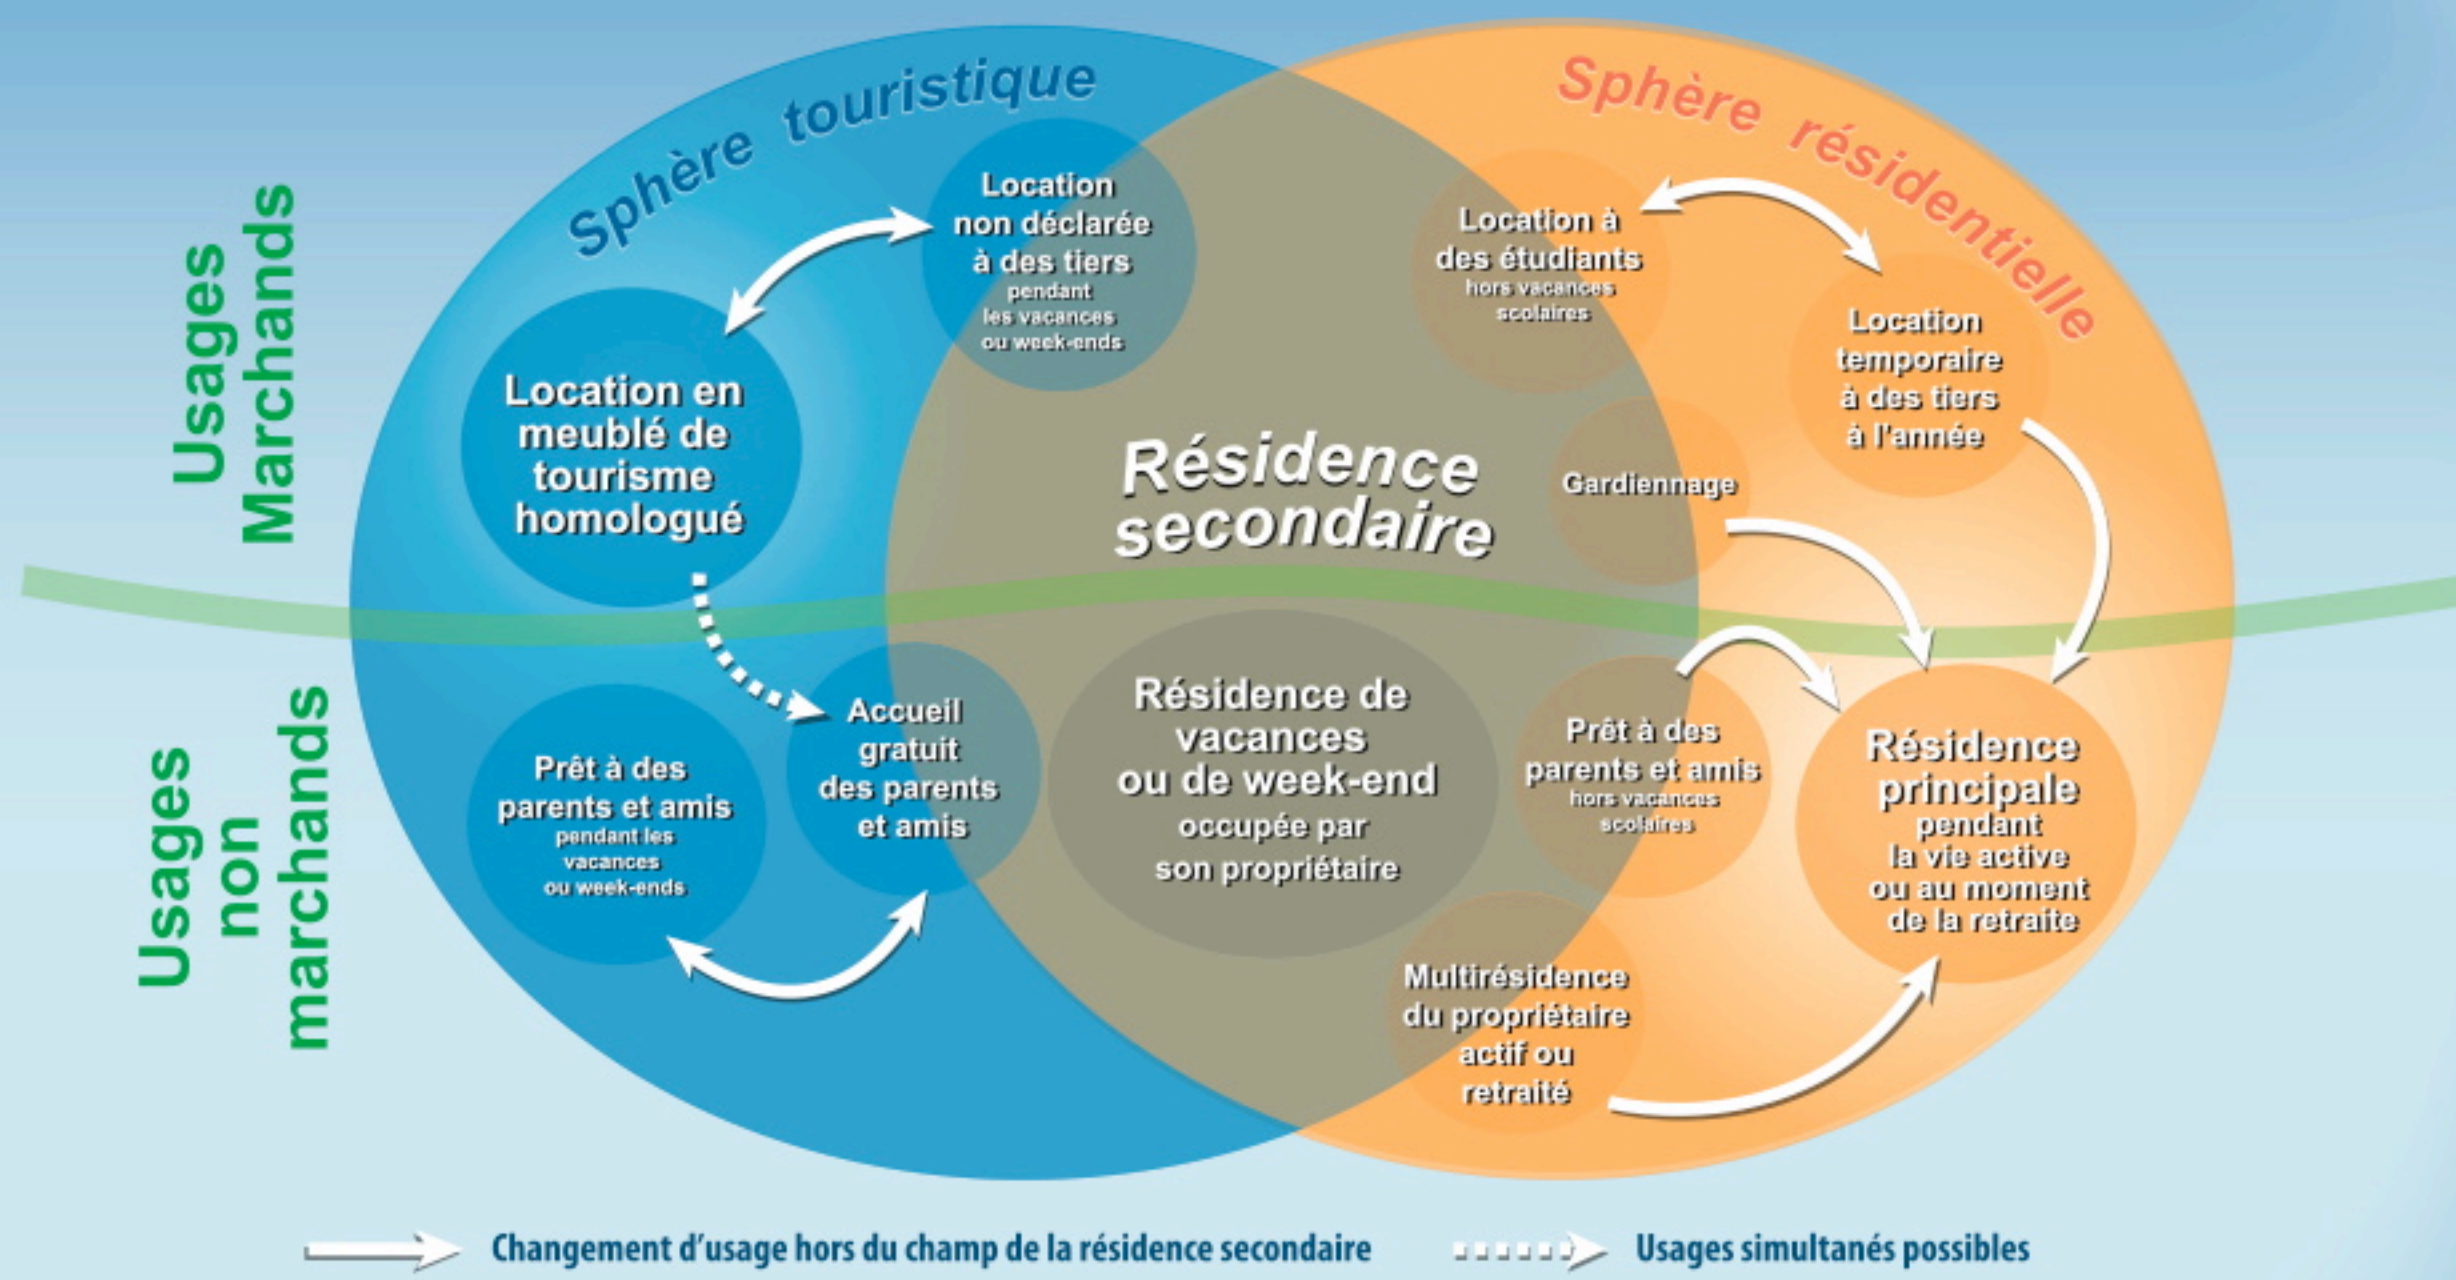 Sphère touristique
Sphère résidentielle
Usages
Marchands
Location
non déclarée
à des tiers
pendant
les vacances
ou week-ends
Location à
des étudiants
hors vacances
scolaires
Location
temporaire
à des tiers
à l'année
Location en
meublé de
tourisme
homologué
Résidence
secondaire
Gardiennage
Usages
non
marchands
Prêt à des
parents et amis
pendant les
vacances
ou week-ends
Accueil
gratuit
des parents
et amis
Résidence de
vacances
ou de week-end
occupée par
son propriétaire
Prêt à des
parents et amis
hors vacances
scolaires
Résidence
principale
pendant
la vie active
ou au moment
de la retraite
Multirésidence
du propriétaire
actif ou
retraité
Changement d'usage hors du champ de la résidence secondaire
Usages simultanés possibles